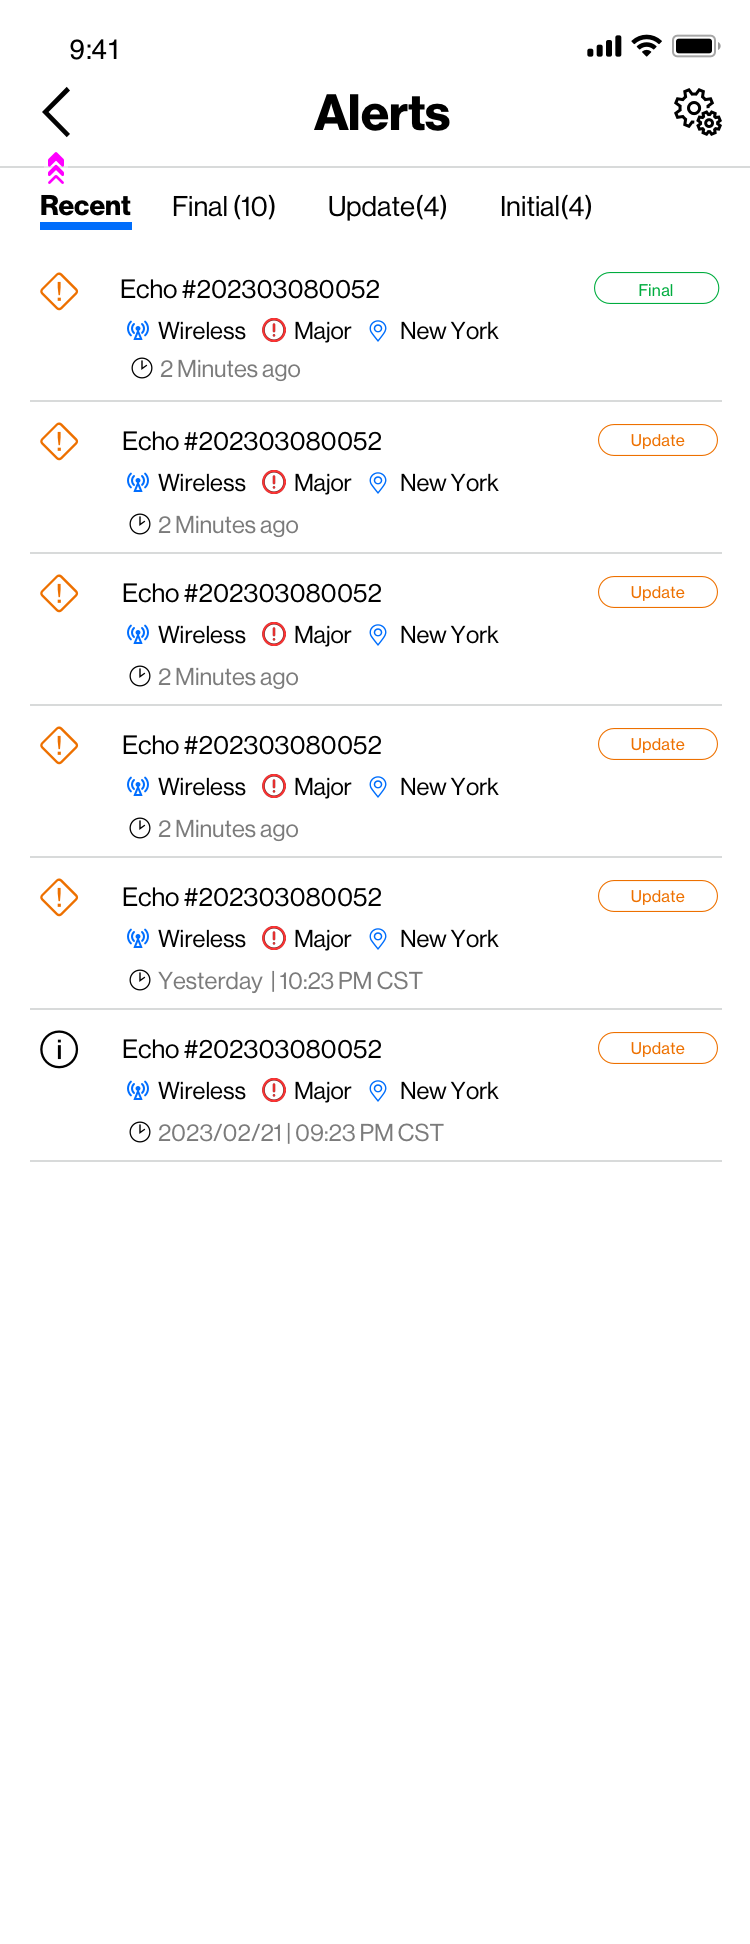 9:41
Alerts
Recent Final (10) Update(4) Initial(4)
Echo #202303080052 Final
Wireless Major New York
2 Minutes ago
Echo #202303080052 Update
Wireless Major New York
2 Minutes ago
Echo #202303080052 Update
Wireless Major New York
2 Minutes ago
Echo #202303080052 Update
Wireless Major New York
2 Minutes ago
Echo #202303080052 Update
Wireless Major New York
Yesterday | 10:23 PM CST
Echo #202303080052 Update
Wireless Major New York
2023/02/21 | 09:23 PM CST